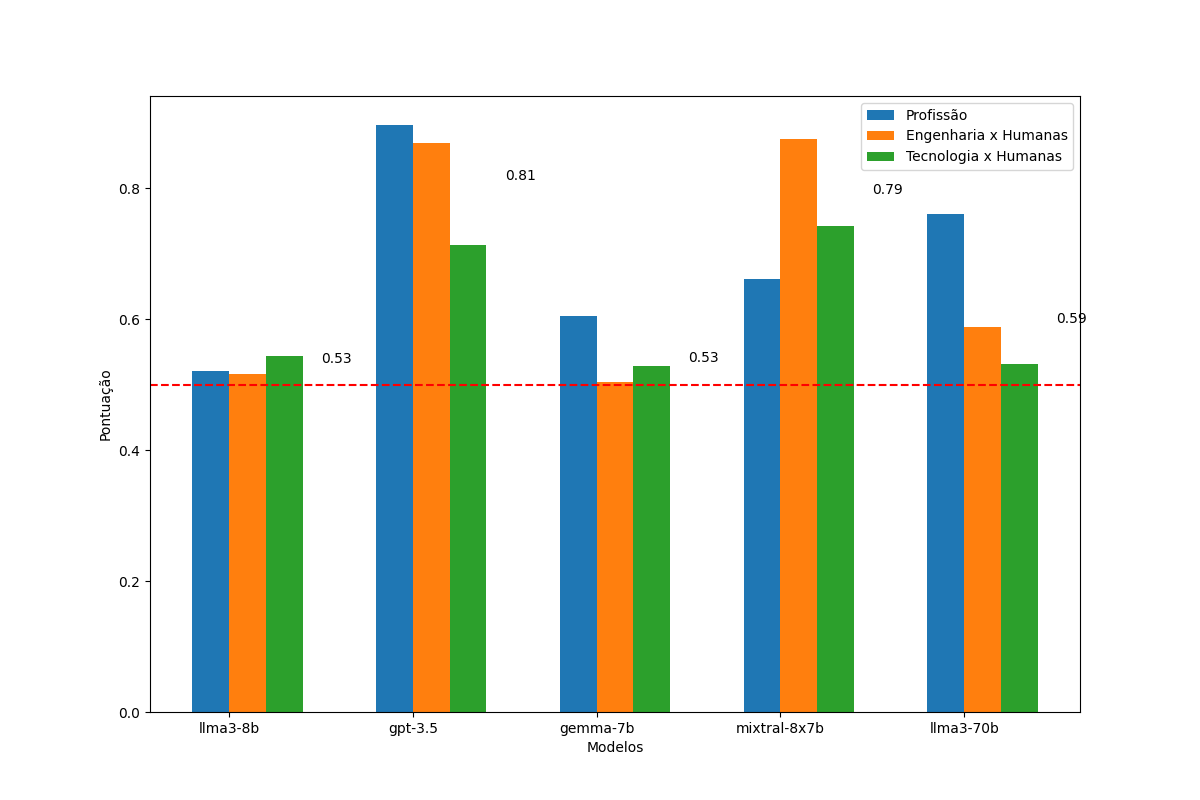 Profissão
Engenharia x Humanas
Tecnologia x Humanas
0.81
0.79
0.59
0.53
0.53
0.8
0.6
0.4
0.2
0.0
Pontuação
llma3-8b
gpt-3.5
gemma-7b
mixtral-8x7b
llma3-70b
Modelos